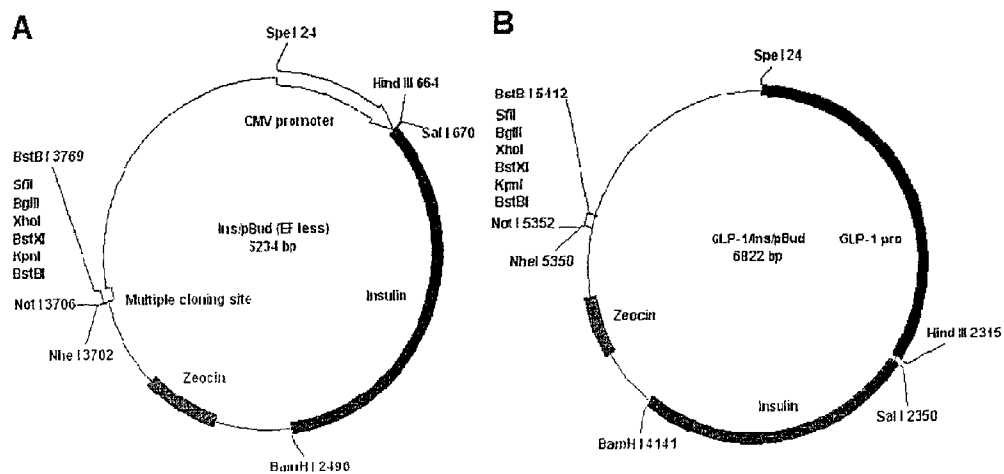 A
Spe I 24
Hind III 664
Sal I 670
CMV promoter
BstB I 3769
SfiI
BglII
XhoI
BstXI
KpnI
BstBI
Not I 3706
Multiple cloning site
Nhe I 3702
Ins/pBud (EF less)
5234 bp
Insulin
Zeocin
BamH I 2496
B
Spe I 24
BstB I 5412
SfiI
BglII
XhoI
BstXI
KpnI
BstBI
Not I 5352
Nhe I 5350
GLP-1/Ins/pBud
6822 bp
GLP-1 pro
Zeocin
Hind III 2315
Sal I 2350
Insulin
BamH I 4141